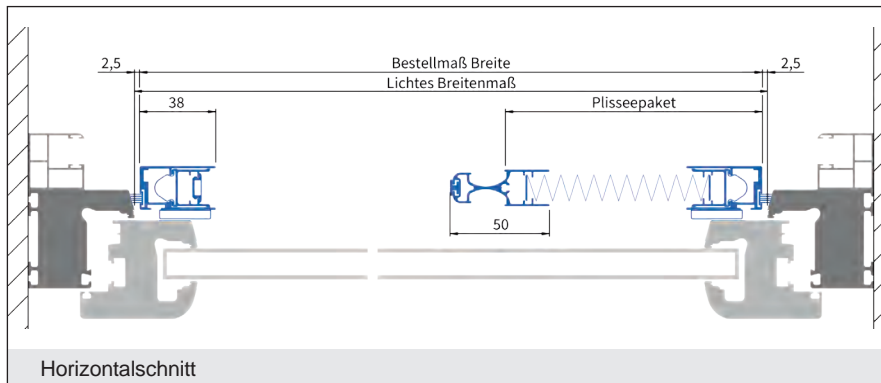 2,5 Bestellmaß Breite 2,5
Lichtes Breitenmaß
38 Plisseepaket
50
Horizontalschnitt